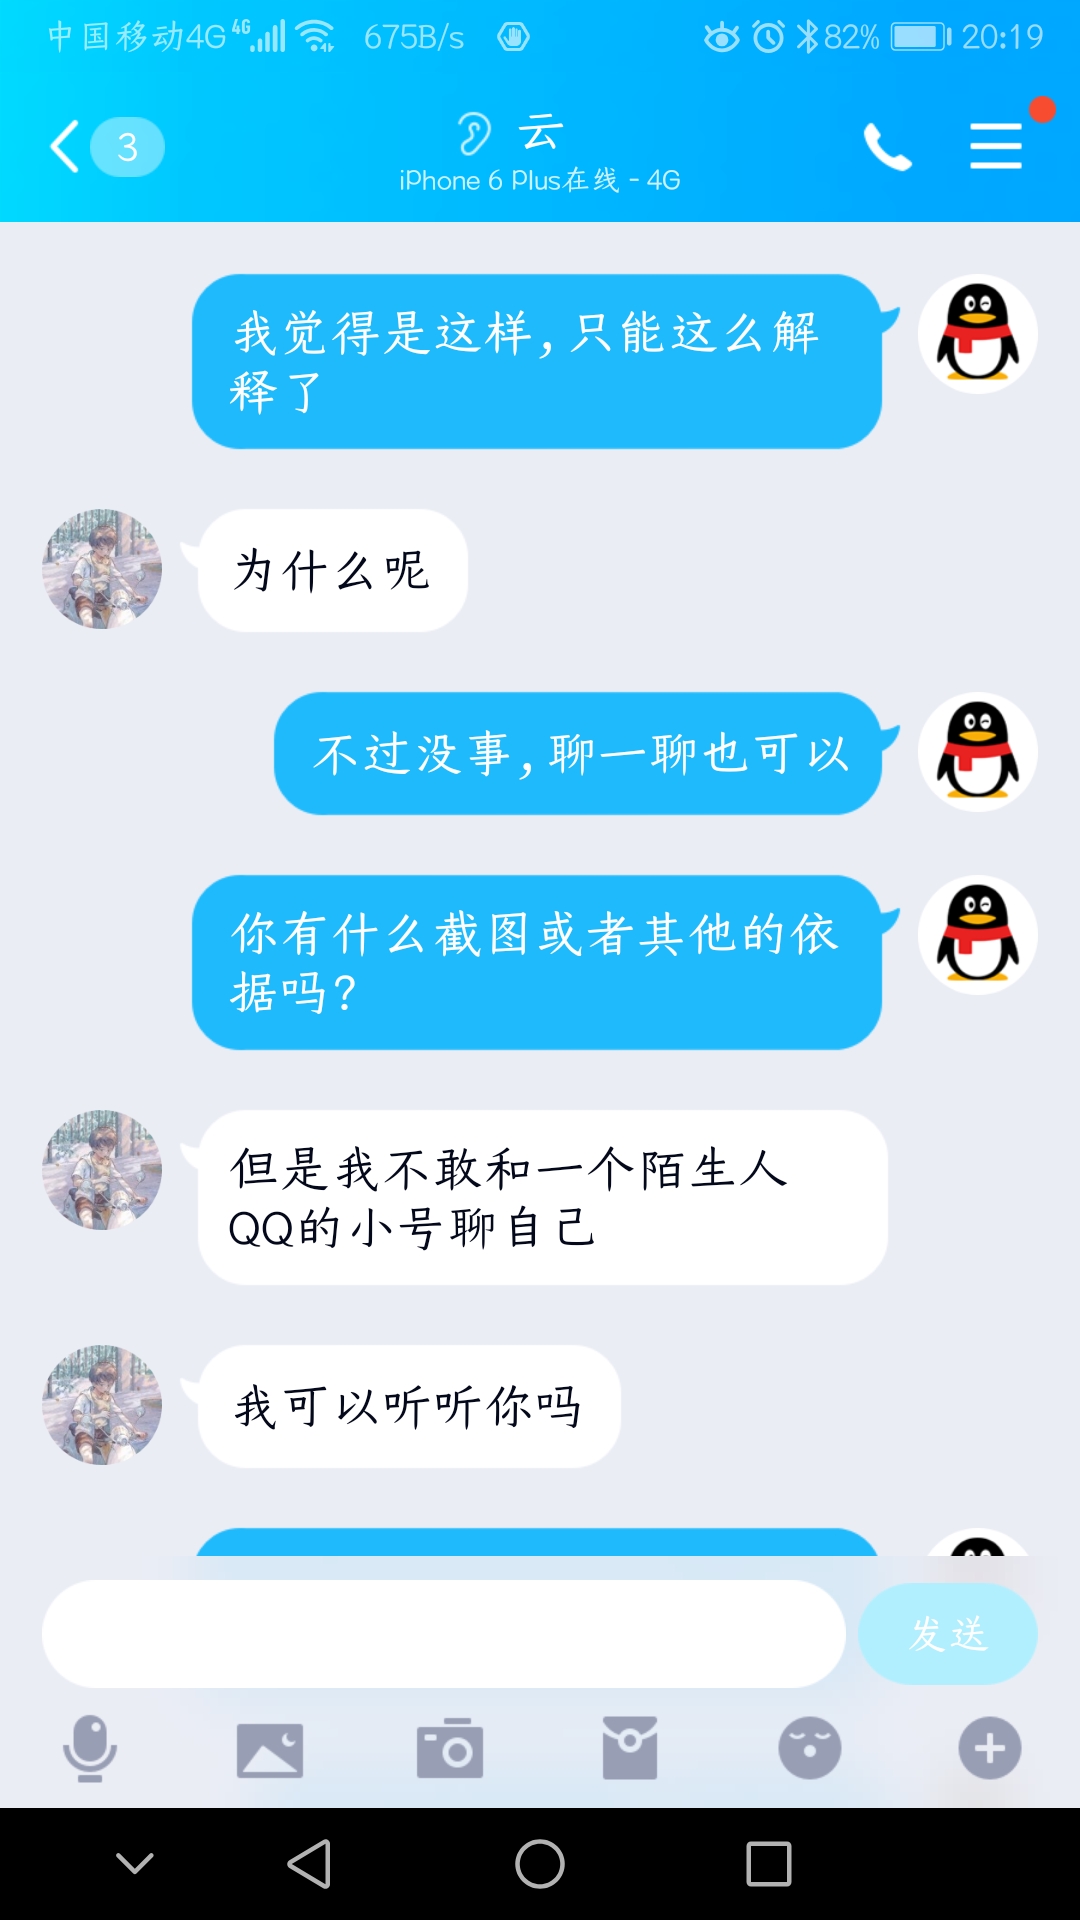 中国移动4G 4G 675B/s 82% 20:19
3
云
iPhone 6 Plus在线 - 4G
我觉得是这样,只能这么解
释了
为什么呢
不过没事,聊一聊也可以
你有什么截图或者其他的依
据吗?
但是我不敢和一个陌生人
QQ的小号聊自己
我可以听听你吗
发送